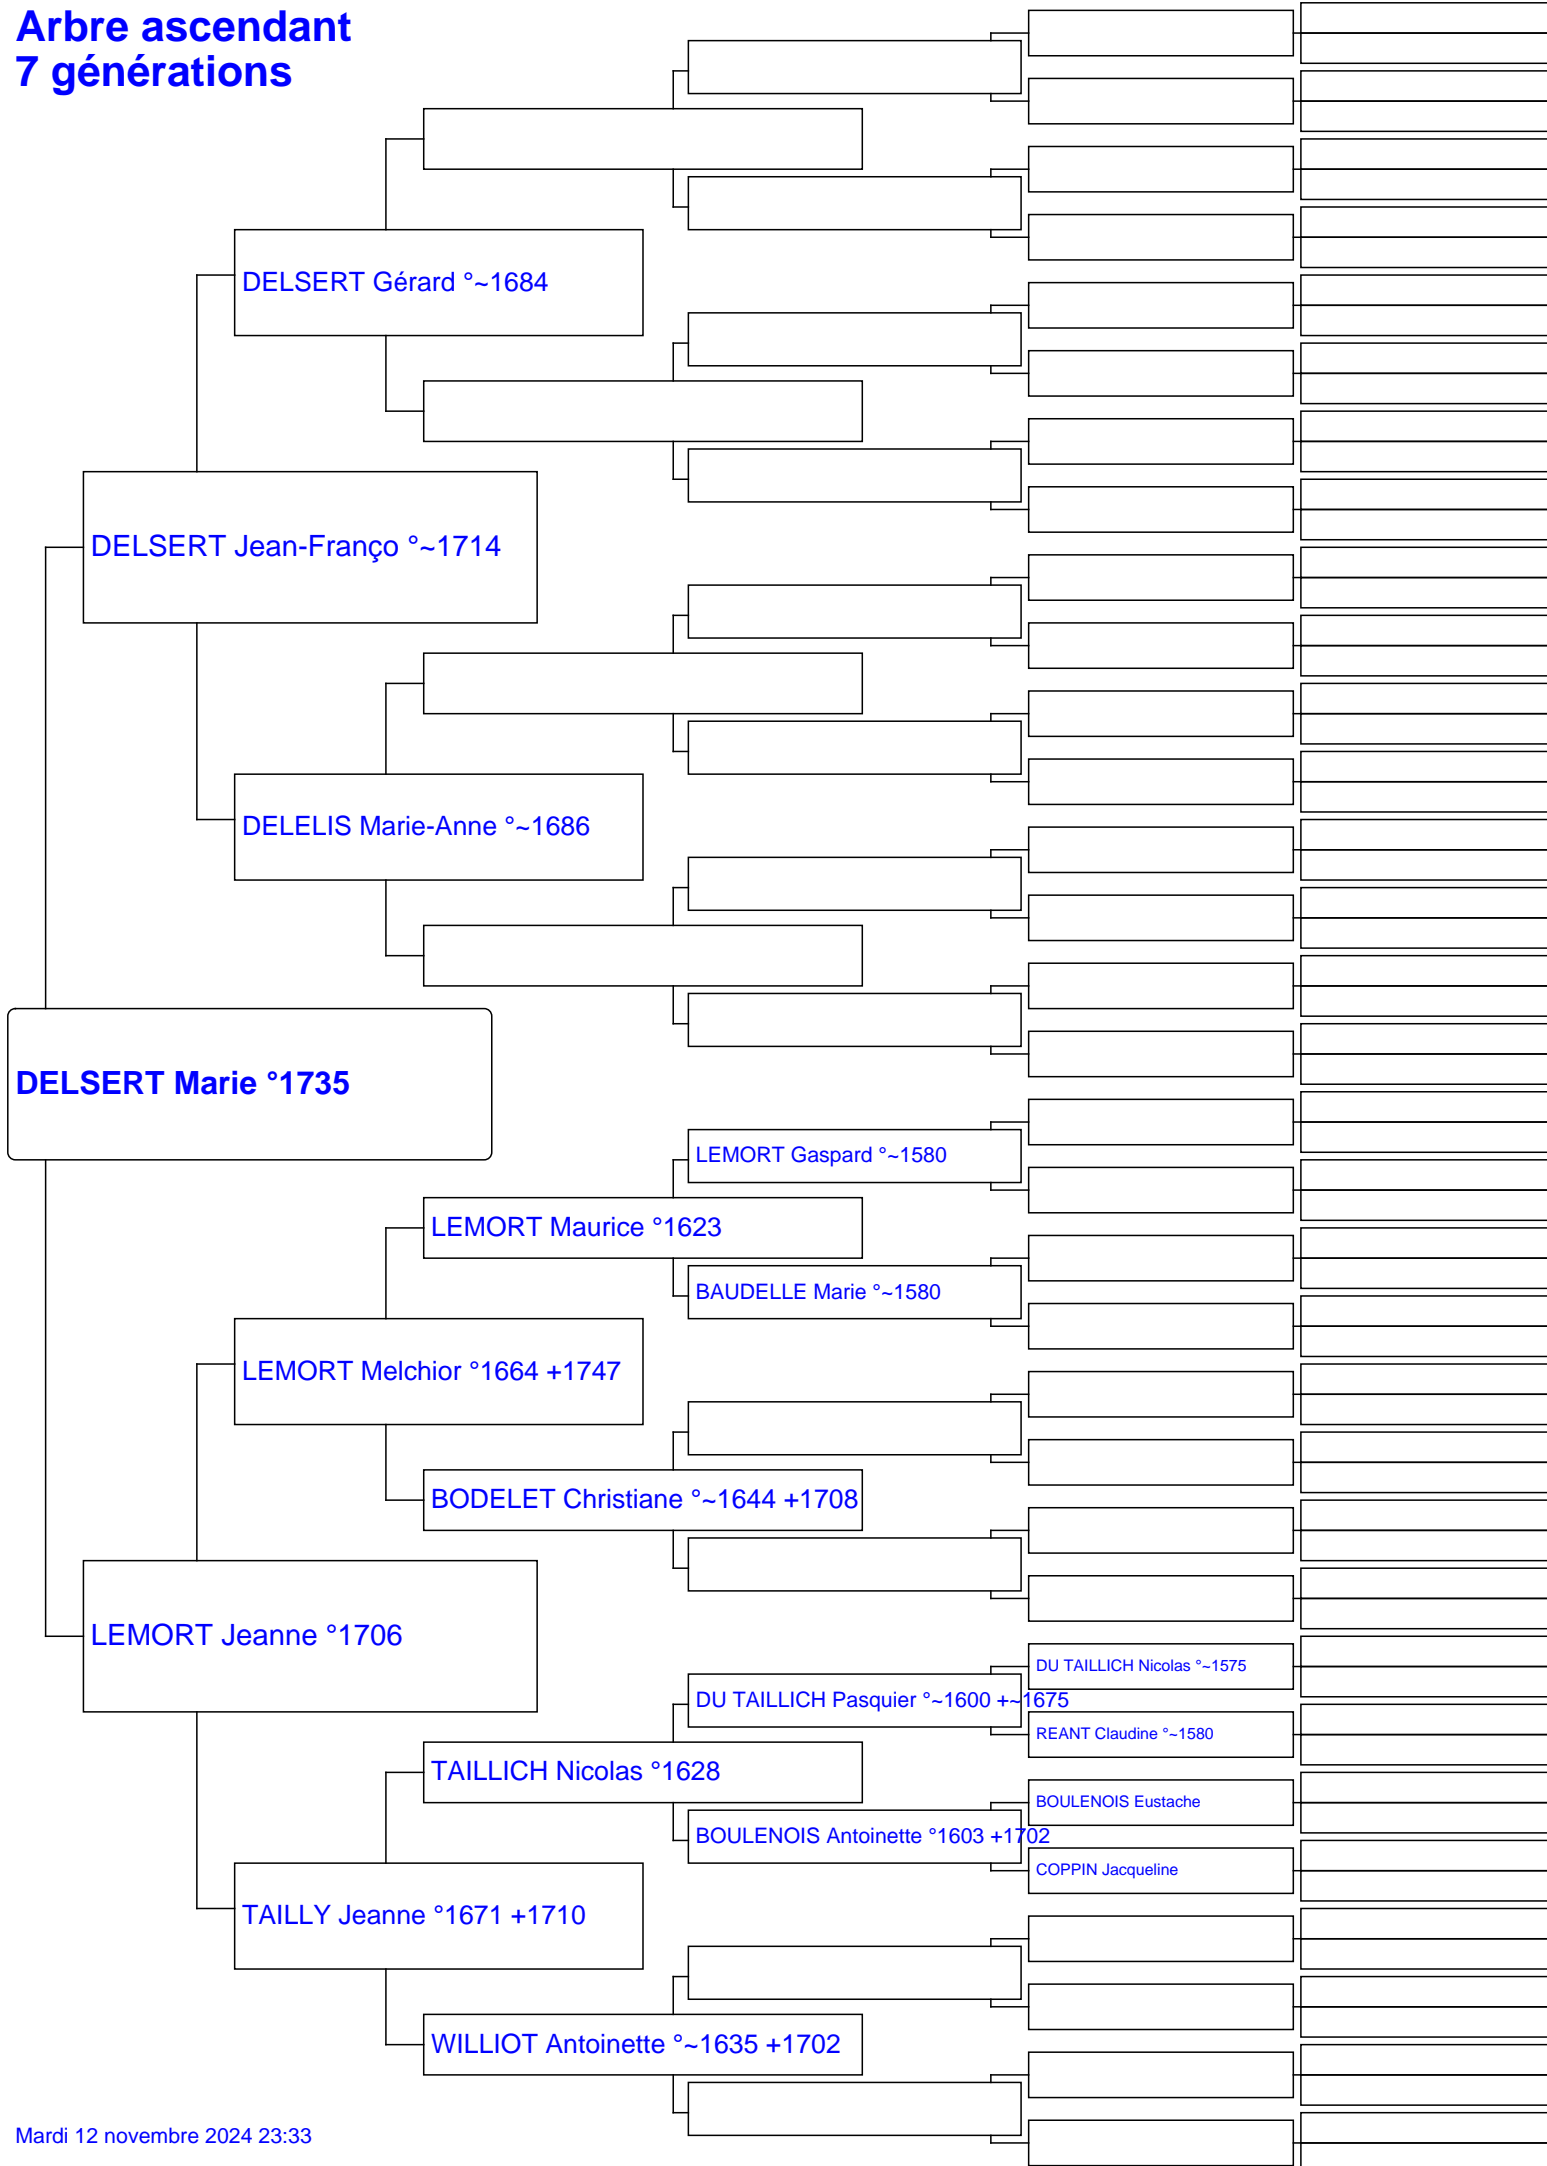 Arbre ascendant
7 générations
DELSERT Gérard °~1684
DELSERT Jean-Franço °~1714
DELELIS Marie-Anne °~1686
DELSERT Marie °1735
LEMORT Gaspard °~1580
LEMORT Maurice °1623
BAUDELLE Marie °~1580
LEMORT Melchior °1664 +1747
BODELET Christiane °~1644 +1708
LEMORT Jeanne °1706
DU TAILLICH Nicolas °~1575
DU TAILLICH Pasquier °~1600 +~1675
REANT Claudine °~1580
TAILLICH Nicolas °1628
BOULENOIS Eustache
BOULENOIS Antoinette °1603 +1702
COPPIN Jacqueline
TAILLY Jeanne °1671 +1710
WILLIOT Antoinette °~1635 +1702
Mardi 12 novembre 2024 23:33